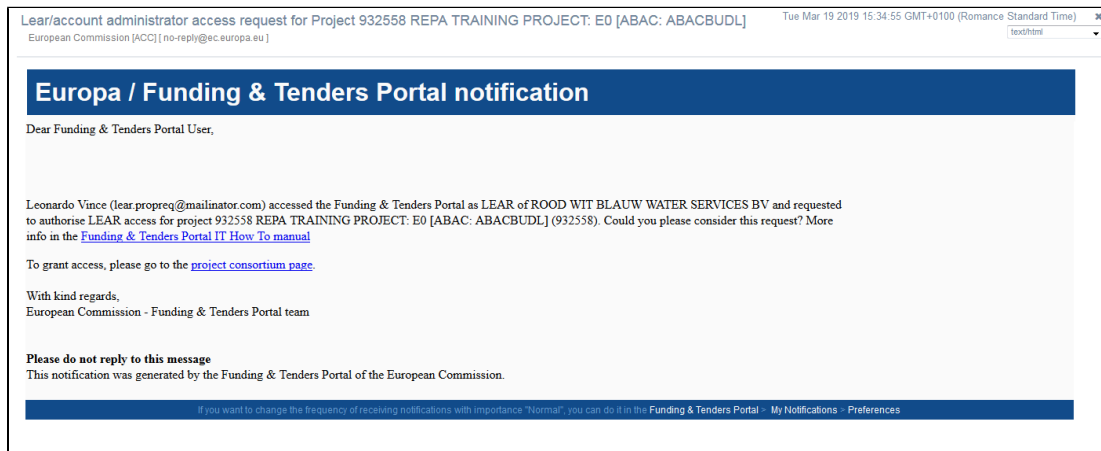 Lear/account administrator access request for Project 932558 REPA TRAINING PROJECT: E0 [ABAC: ABACBUDL]
Tue Mar 19 2019 15:34:55 GMT+0100 (Romance Standard Time)
European Commission [ACC] [ no-reply@ec.europa.eu ]
text/html
Europa / Funding & Tenders Portal notification
Dear Funding & Tenders Portal User,
Leonardo Vince (lear.propreq@mailinator.com) accessed the Funding & Tenders Portal as LEAR of ROOD WIT BLAUW WATER SERVICES BV and requested
to authorise LEAR access for project 932558 REPA TRAINING PROJECT: E0 [ABAC: ABACBUDL] (932558). Could you please consider this request? More
info in the Funding & Tenders Portal IT How To manual
To grant access, please go to the project consortium page.
With kind regards,
European Commission - Funding & Tenders Portal team
Please do not reply to this message
This notification was generated by the Funding & Tenders Portal of the European Commission.
If you want to change the frequency of receiving notifications with importance "Normal", you can do it in the Funding & Tenders Portal > My Notifications > Preferences